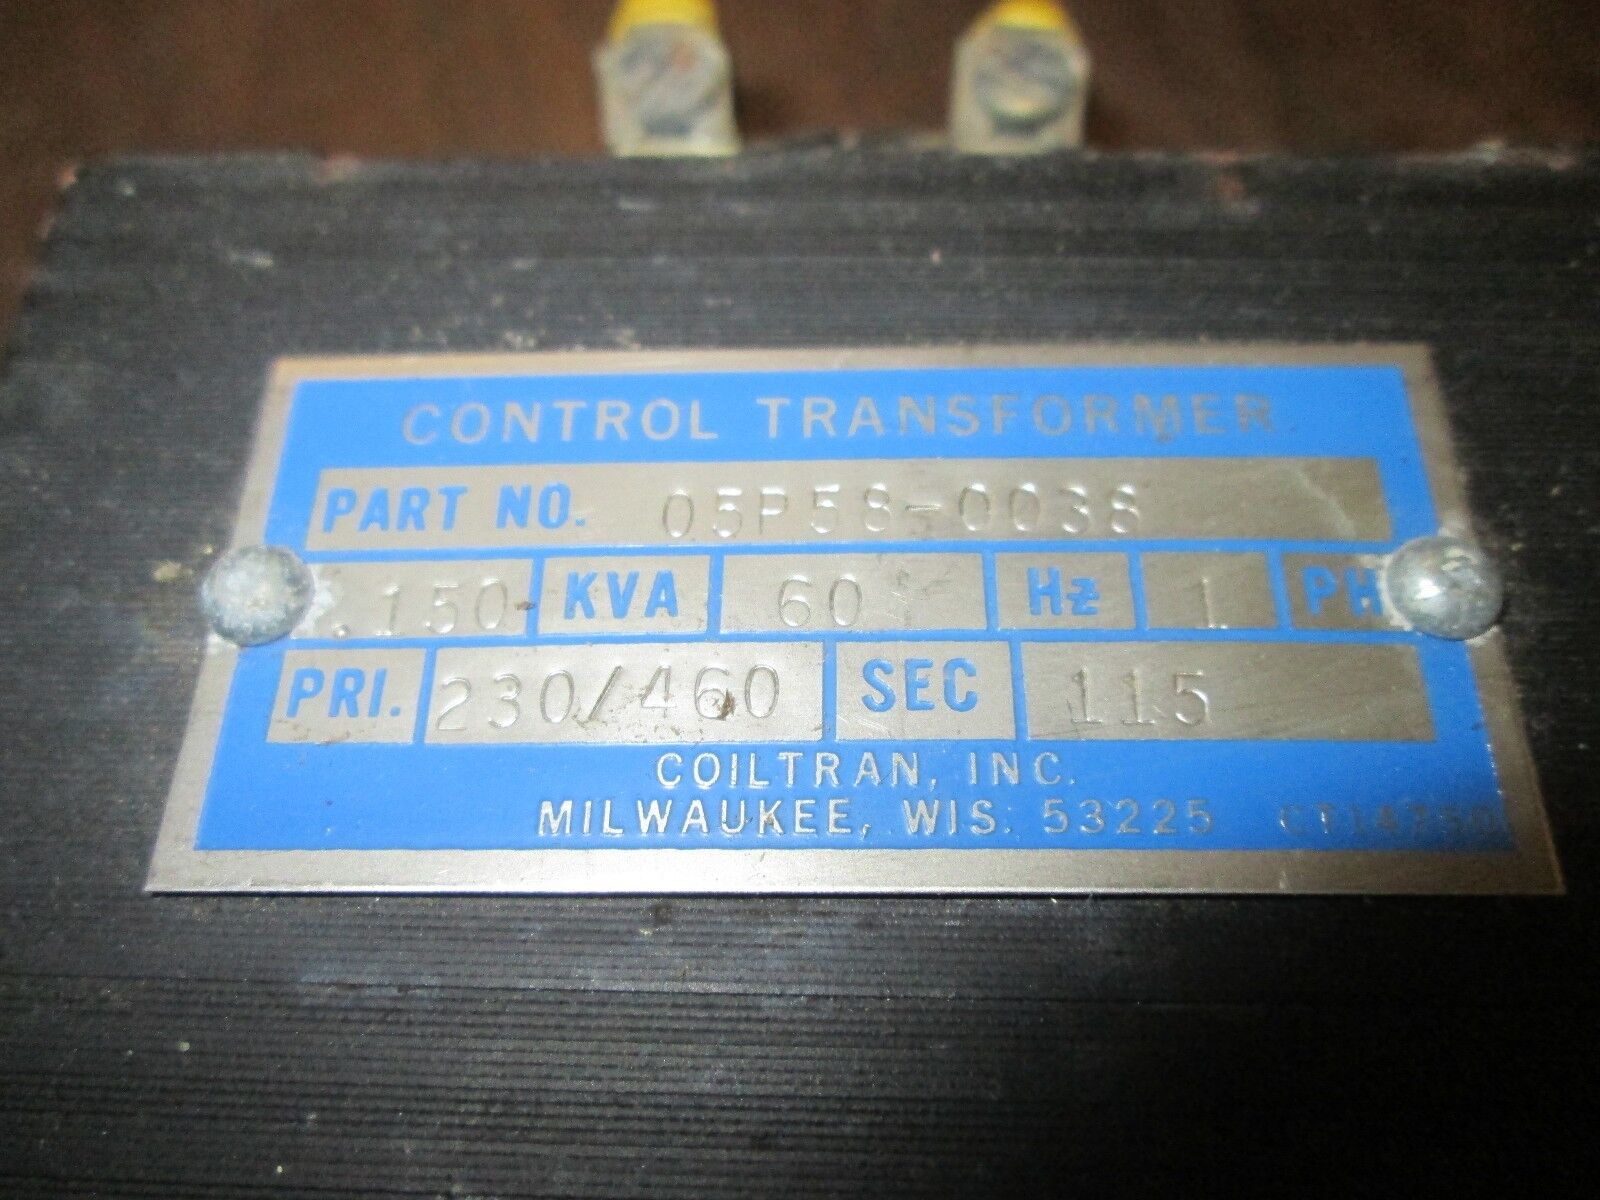 CONTROL TRANSFORMER
PART NO. 05P58-0038
.150 KVA 60 Hz 1 PH
PRI. 230/460 SEC 115
COILTRAN, INC.
MILWAUKEE, WIS. 53225